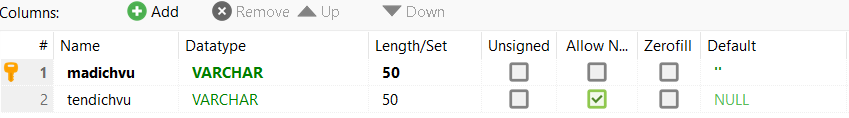 Columns: Add Remove Up Down
# Name Datatype Length/Set Unsigned Allow N... Zerofill Default
1 madichvu VARCHAR 50 ''
2 tendichvu VARCHAR 50 NULL